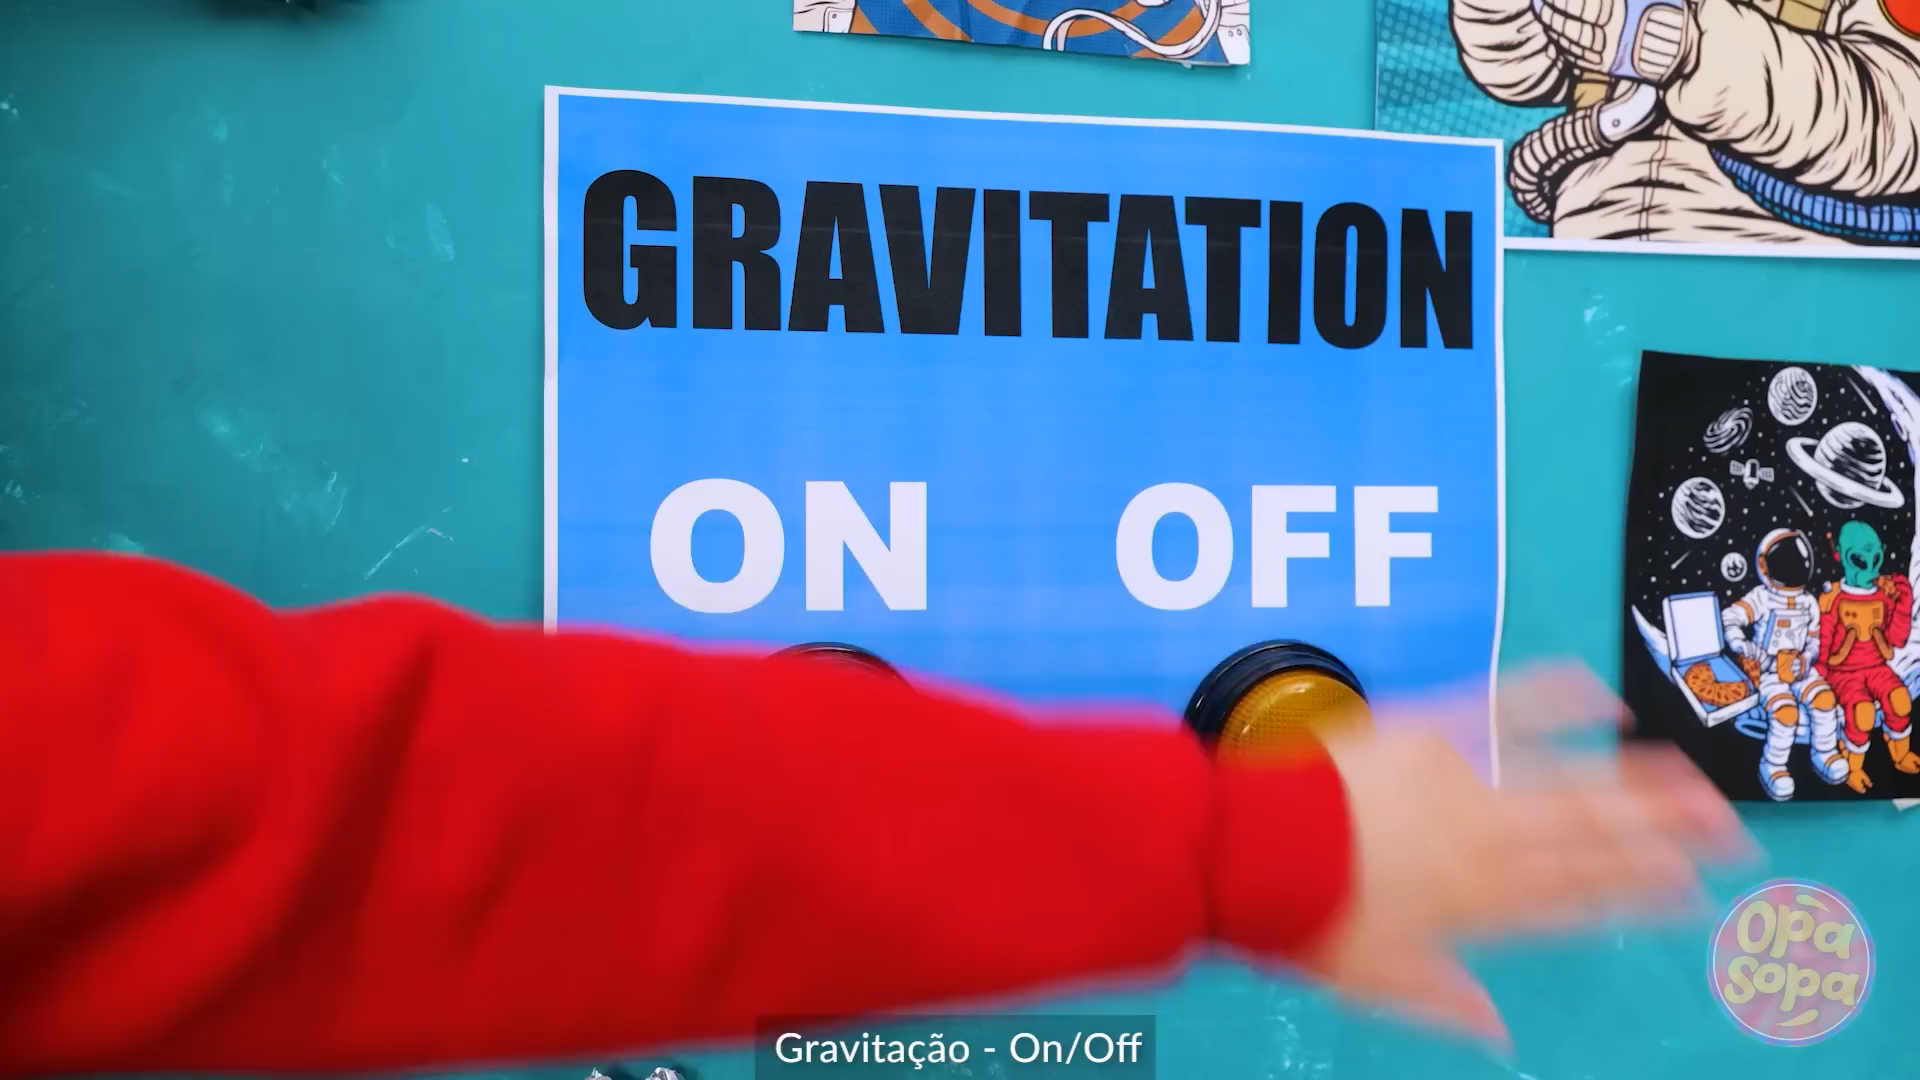 GRAVITATION
ON OFF
Opa
Sopa
Gravitação - On/Off